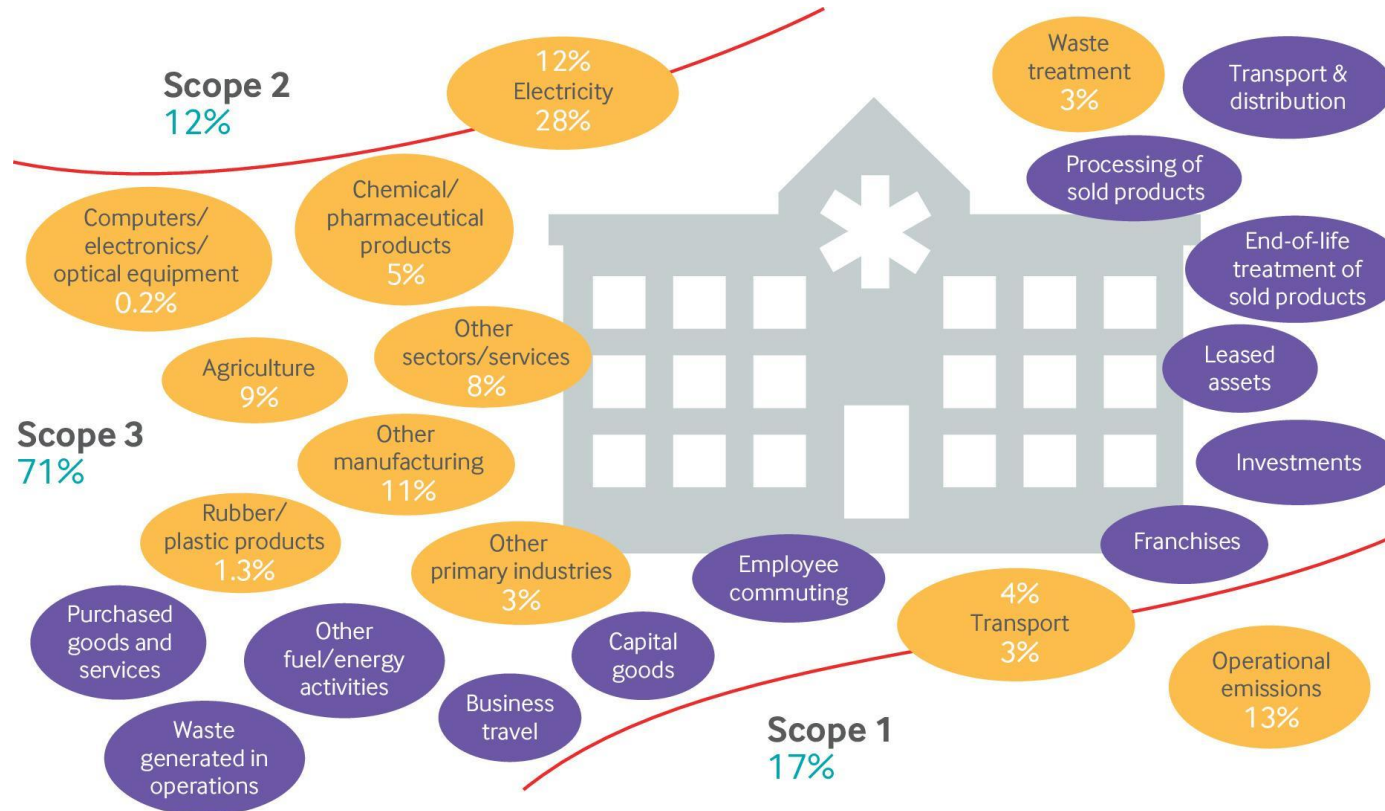 Scope 2
12%
12%
Electricity
28%
Waste
treatment
3%
Transport &
distribution
Processing of
sold products
Computers/
electronics/
optical equipment
0.2%
Chemical/
pharmaceutical
products
5%
End-of-life
treatment of
sold products
Other
sectors/services
8%
Agriculture
9%
Leased
assets
Scope 3
71%
Other
manufacturing
11%
Investments
Rubber/
plastic products
1.3%
Other
primary industries
3%
Employee
commuting
Franchises
Purchased
goods and
services
Other
fuel/energy
activities
Capital
goods
4%
Transport
3%
Operational
emissions
13%
Business
travel
Waste
generated in
operations
Scope 1
17%